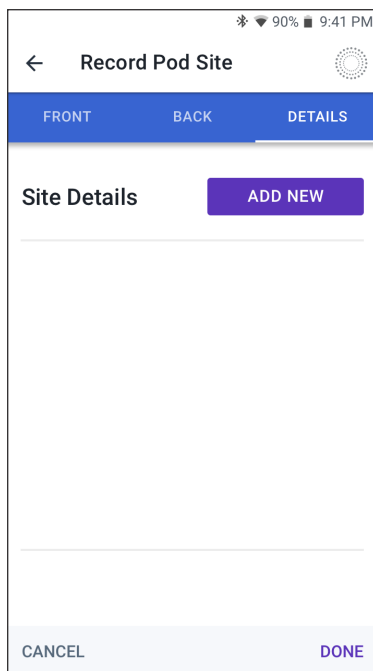 90% 9:41 PM
Record Pod Site
FRONT BACK DETAILS
Site Details ADD NEW
CANCEL DONE